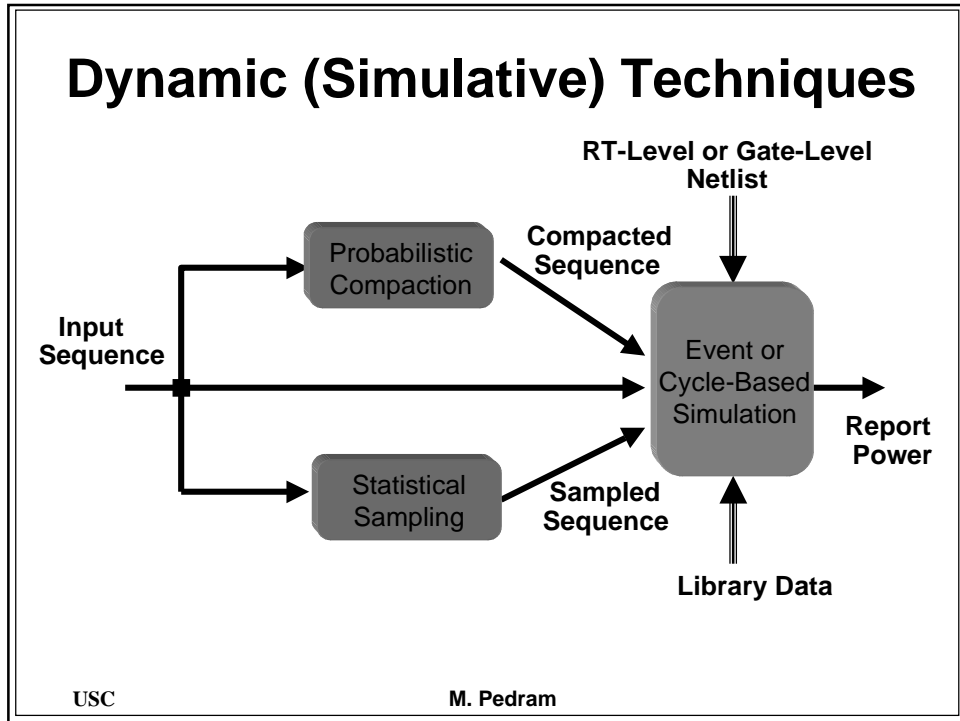 Dynamic (Simulative) Techniques
RT-Level or Gate-Level
Netlist
Probabilistic
Compaction
Compacted
Sequence
Input
Sequence
Event or
Cycle-Based
Simulation
Report
Power
Statistical
Sampling
Sampled
Sequence
Library Data
USC
M. Pedram